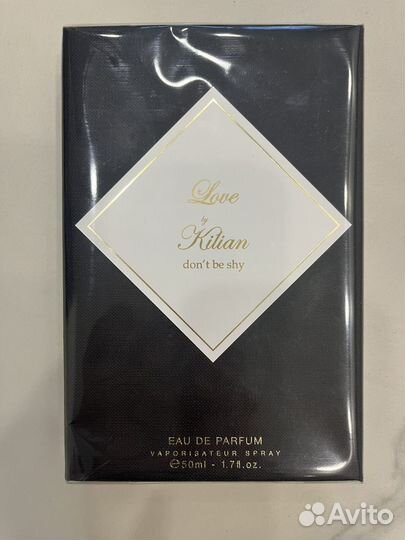 Love
by
Kilian
don't be shy
EAU DE PARFUM
VAPORISATEUR SPRAY
℮50ml - 1.7fl.oz.
Avito